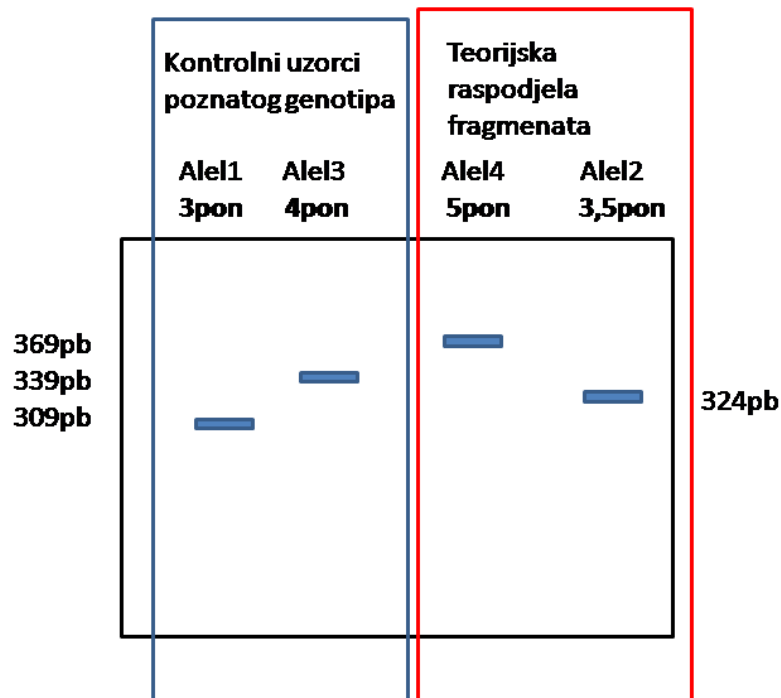 Kontrolni uzorci
poznatog genotipa
Teorijska
raspodjela
fragmenata
Alel1 Alel3
3pon 4pon
Alel4 Alel2
5pon 3,5pon
369pb
339pb
309pb
324pb